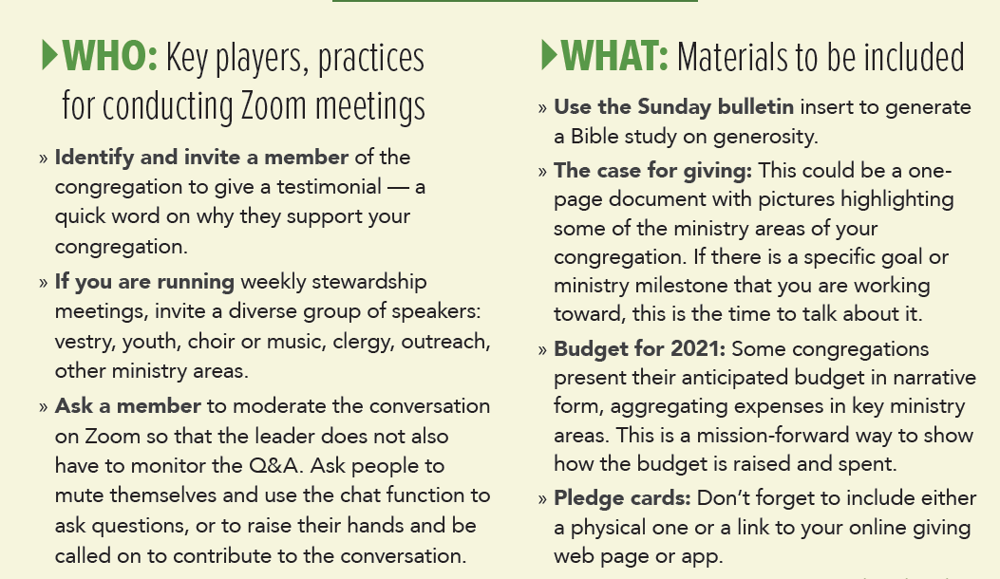 WHO: Key players, practices
for conducting Zoom meetings
» Identify and invite a member of the
congregation to give a testimonial — a
quick word on why they support your
congregation.
» If you are running weekly stewardship
meetings, invite a diverse group of speakers:
vestry, youth, choir or music, clergy, outreach,
other ministry areas.
» Ask a member to moderate the conversation
on Zoom so that the leader does not also
have to monitor the Q&A. Ask people to
mute themselves and use the chat function to
ask questions, or to raise their hands and be
called on to contribute to the conversation.
WHAT: Materials to be included
» Use the Sunday bulletin insert to generate
a Bible study on generosity.
» The case for giving: This could be a one-
page document with pictures highlighting
some of the ministry areas of your
congregation. If there is a specific goal or
ministry milestone that you are working
toward, this is the time to talk about it.
» Budget for 2021: Some congregations
present their anticipated budget in narrative
form, aggregating expenses in key ministry
areas. This is a mission-forward way to show
how the budget is raised and spent.
» Pledge cards: Don’t forget to include either
a physical one or a link to your online giving
web page or app.